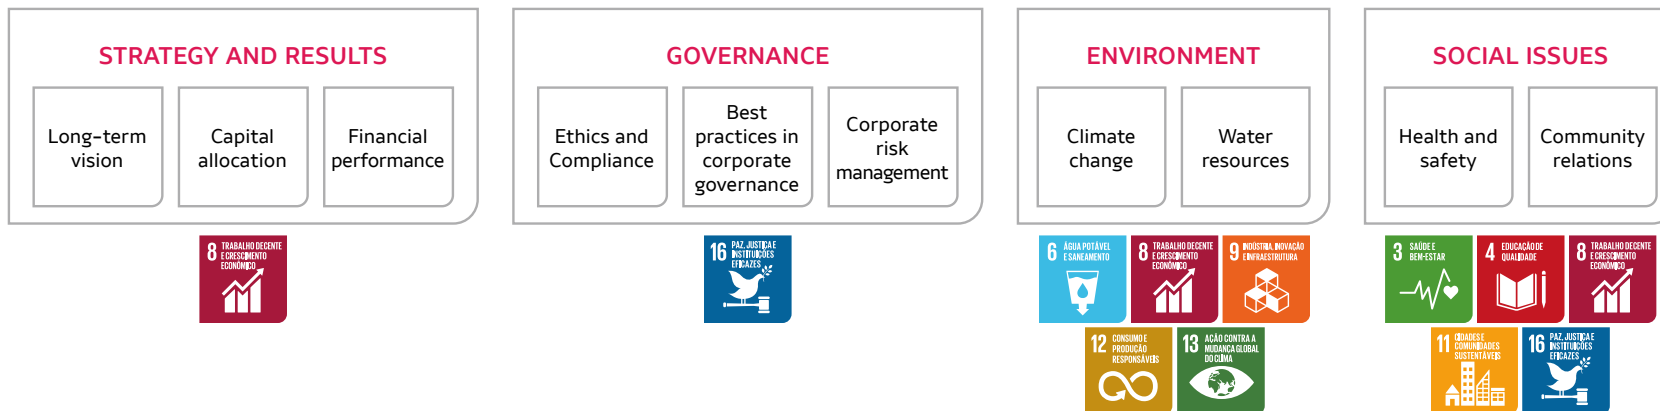 STRATEGY AND RESULTS
Long-term
vision
Capital
allocation
Financial
performance
8 TRABALHO DECENTE
E CRESCIMENTO
ECONÔMICO
GOVERNANCE
Ethics and
Compliance
Best
practices in
corporate
governance
Corporate
risk
management
16 PAZ, JUSTIÇA E
INSTITUIÇÕES
EFICAZES
ENVIRONMENT
Climate
change
Water
resources
6 ÁGUA POTÁVEL
E SANEAMENTO
8 TRABALHO DECENTE
E CRESCIMENTO
ECONÔMICO
9 INDÚSTRIA, INOVAÇÃO
E INFRAESTRUTURA
12 CONSUMO E
PRODUÇÃO
RESPONSÁVEIS
13 AÇÃO CONTRA A
MUDANÇA GLOBAL
DO CLIMA
SOCIAL ISSUES
Health and
safety
Community
relations
3 SAÚDE E
BEM-ESTAR
4 EDUCAÇÃO DE
QUALIDADE
8 TRABALHO DECENTE
E CRESCIMENTO
ECONÔMICO
11 CIDADES E
COMUNIDADES
SUSTENTÁVEIS
16 PAZ, JUSTIÇA E
INSTITUIÇÕES
EFICAZES